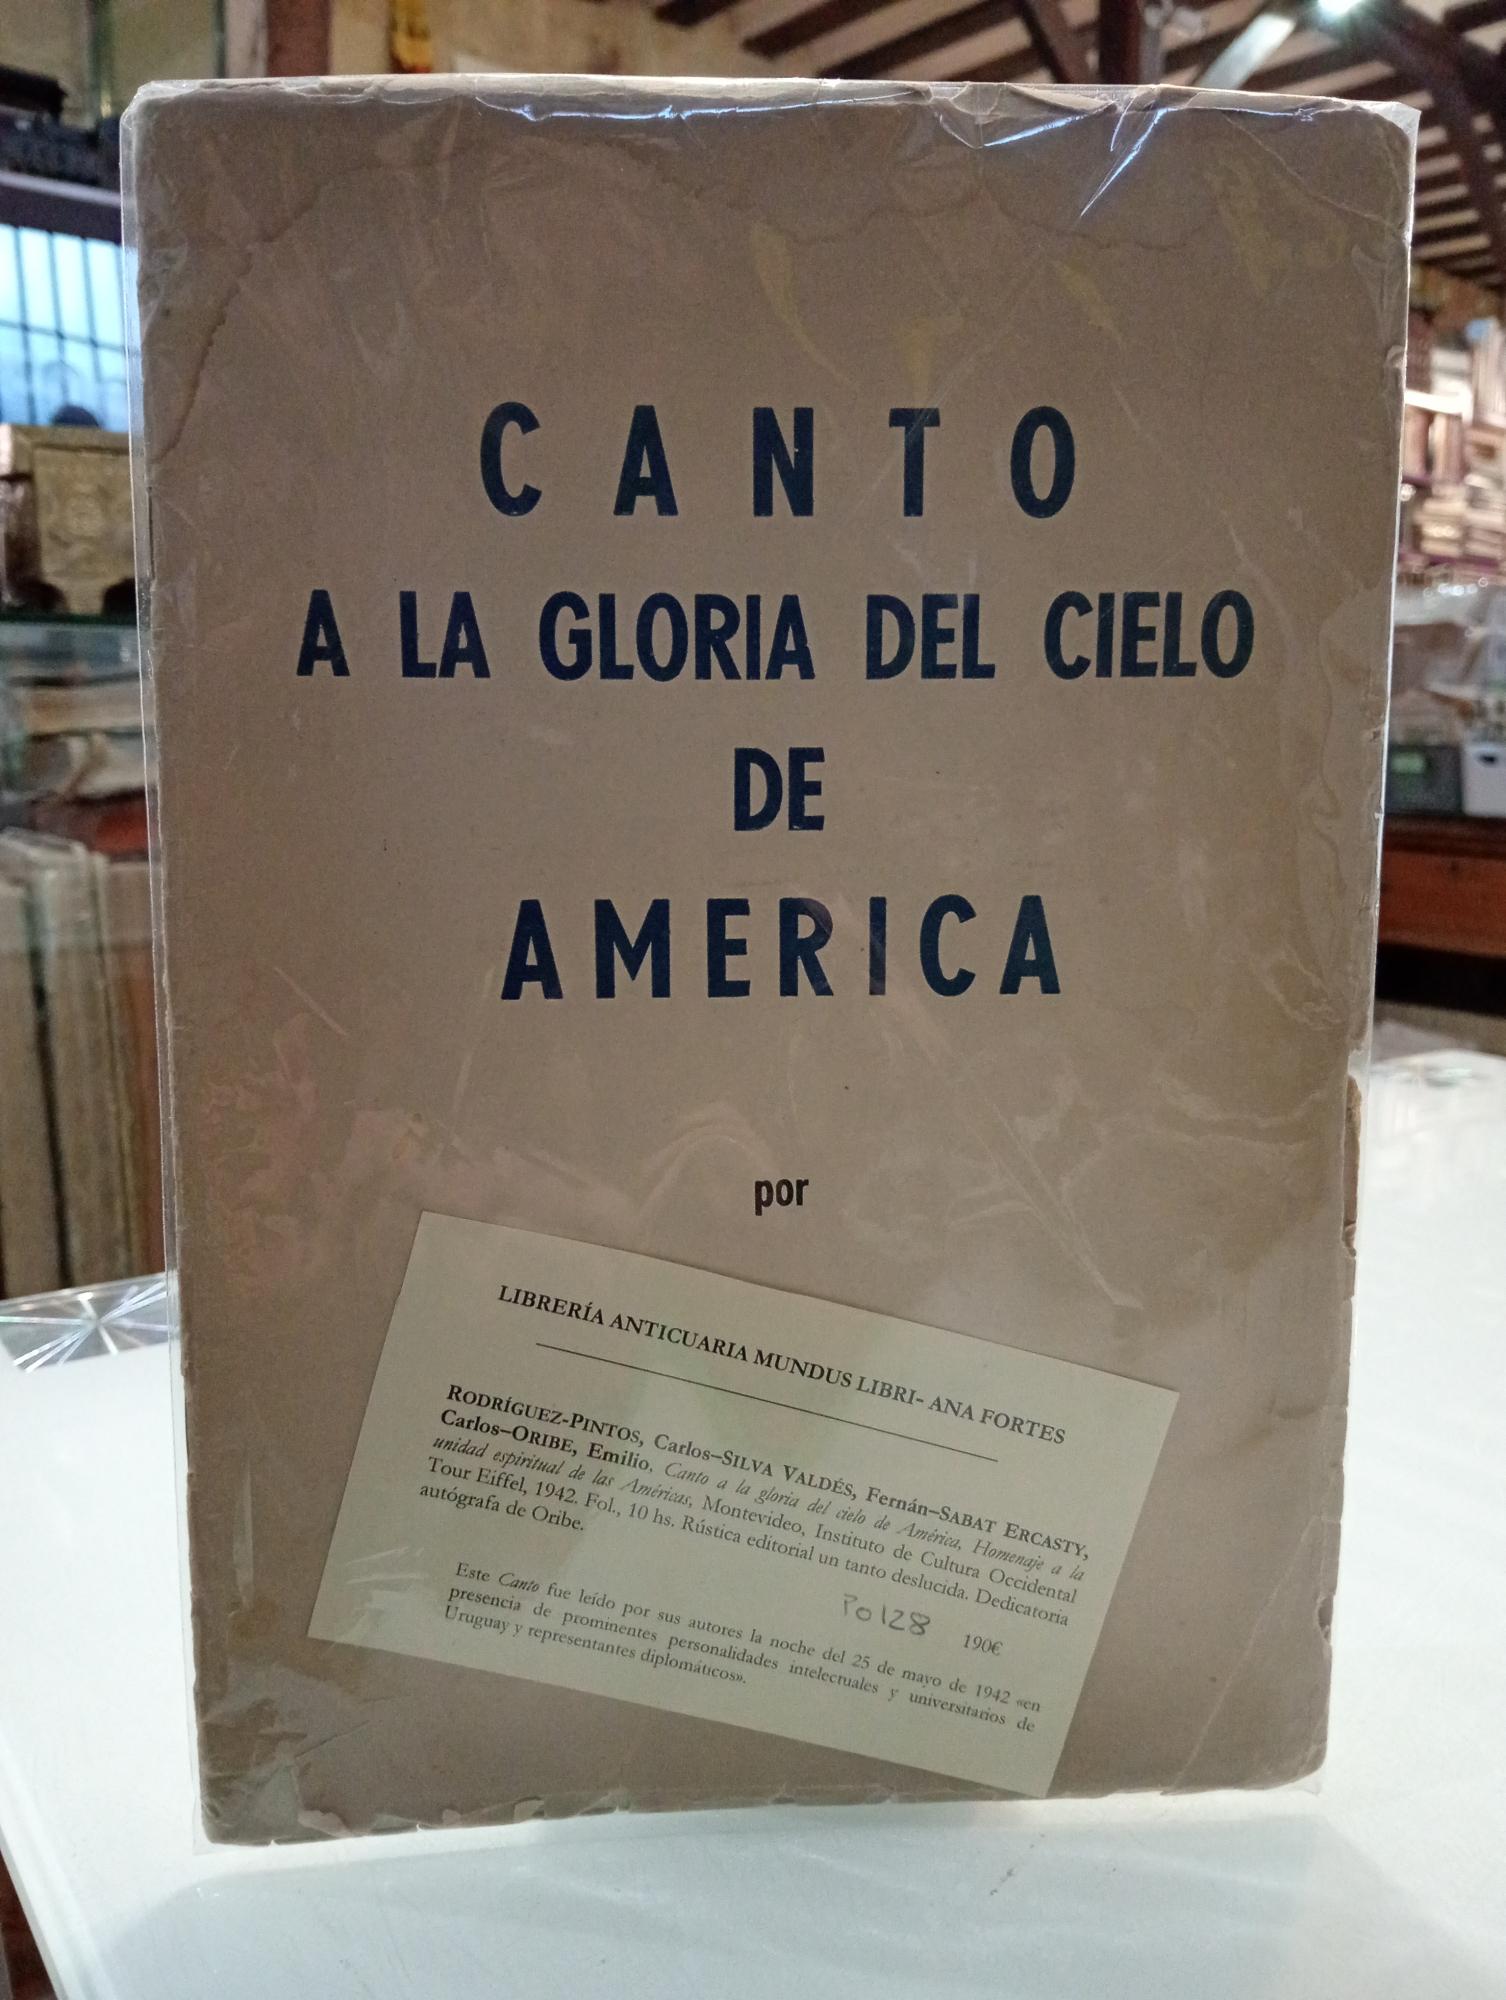 CANTO
A LA GLORIA DEL CIELO
DE
AMERICA
por
LIBRERÍA ANTICUARIA MUNDUS LIBRI- ANA FORTES
RODRÍGUEZ-PINTOS, Carlos–SILVA VALDÉS, Fernán–SABAT ERCASTY,
Carlos–ORIBE, Emilio. Canto a la gloria del cielo de América. Homenaje a la
unidad espiritual de las Américas, Montevideo, Instituto de Cultura Occidental
Tour Eiffel, 1942. Fol., 10 hs. Rústica editorial un tanto deslucida. Dedicatoria
autógrafa de Oribe.
Po128 190€
Este Canto fue leído por sus autores la noche del 25 de mayo de 1942 «en
presencia de prominentes personalidades intelectuales y universitarios de
Uruguay y representantes diplomáticos».